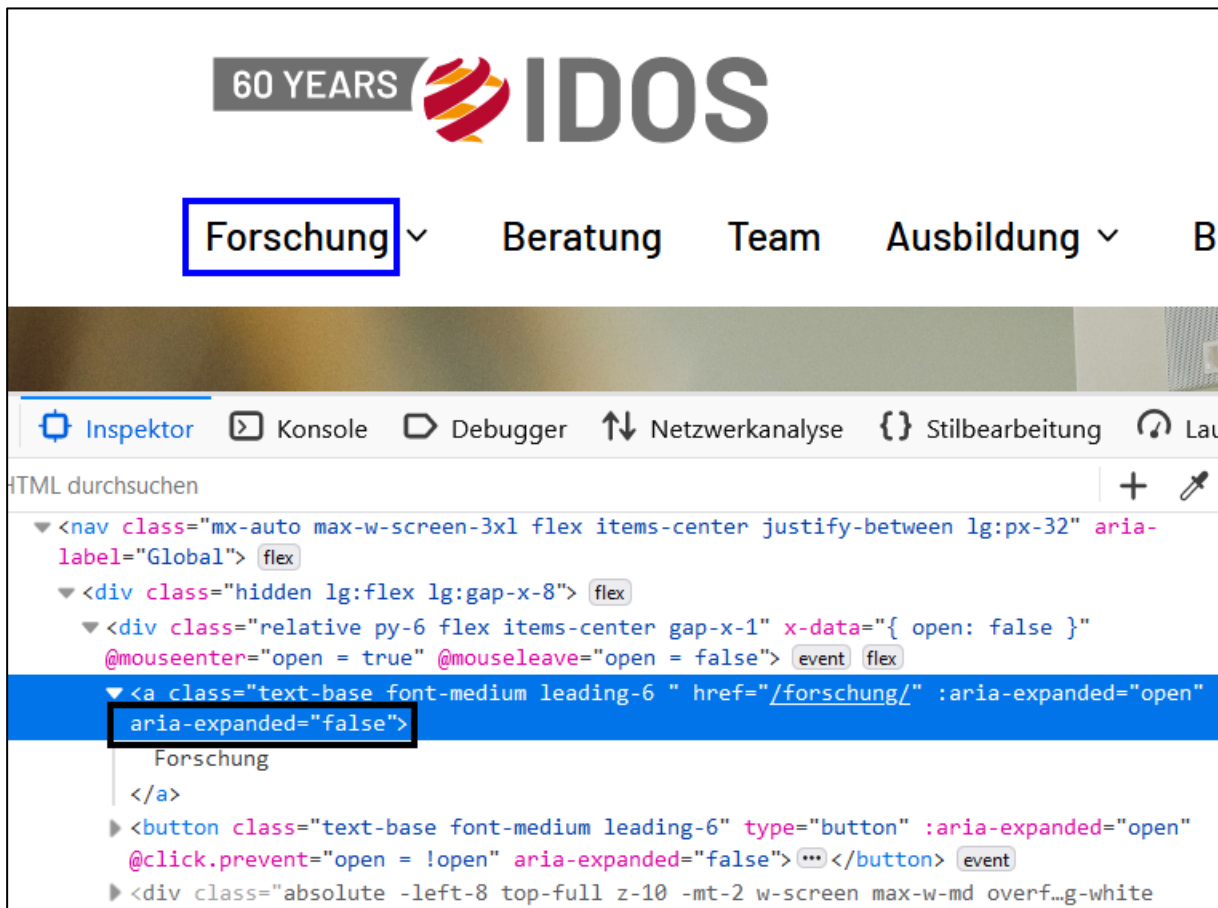 60 YEARS IDOS
Forschung Beratung Team Ausbildung B
Inspektor Konsole Debugger Netzwerkanalyse {} Stilbearbeitung Lau
HTML durchsuchen
<nav class="mx-auto max-w-screen-3xl flex items-center justify-between lg:px-32" aria-
label="Global"> flex
<div class="hidden lg:flex lg:gap-x-8"> flex
<div class="relative py-6 flex items-center gap-x-1" x-data="{ open: false }"
@mouseenter="open = true" @mouseleave="open = false"> event flex
<a class="text-base font-medium leading-6 " href="/forschung/" :aria-expanded="open"
aria-expanded="false">
Forschung
</a>
<button class="text-base font-medium leading-6" type="button" :aria-expanded="open"
@click.prevent="open = !open" aria-expanded="false">…</button> event
<div class="absolute -left-8 top-full z-10 -mt-2 w-screen max-w-md overf…g-white